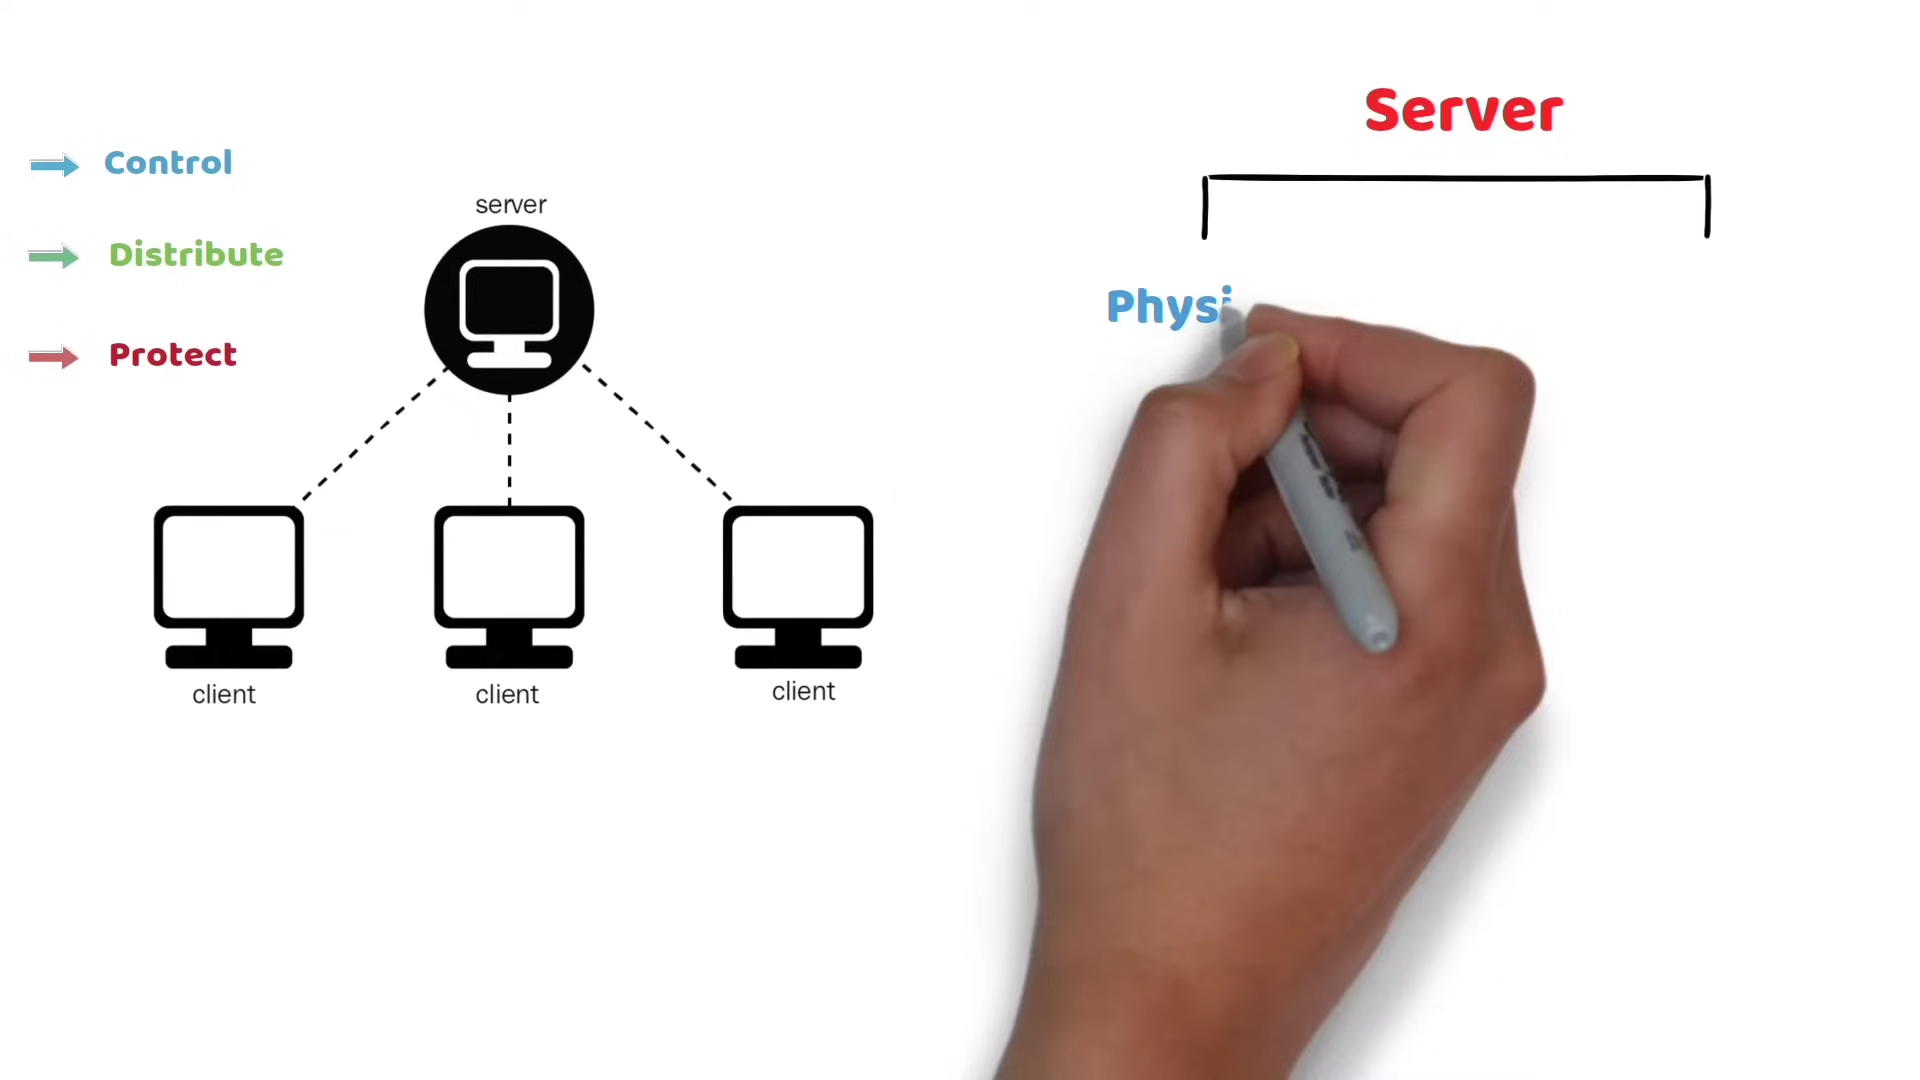 Control
Distribute
Protect
server
client
client
client
Server
Physi